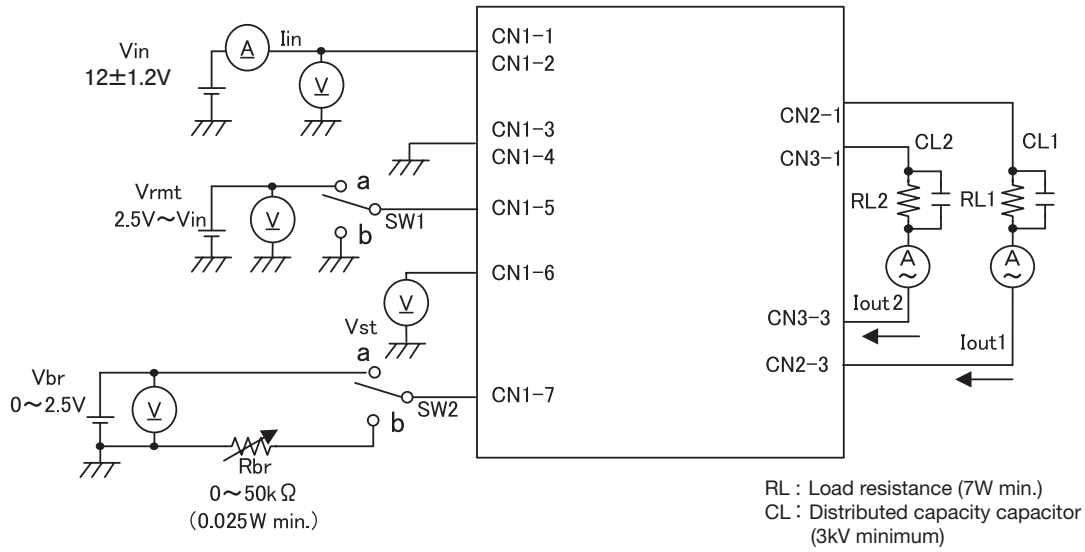 Vin
12±1.2V
A
Iin
V
CN1-1
CN1-2
CN1-3
CN1-4
Vrmt
2.5V～Vin
V
a
b
SW1
CN1-5
CN1-6
V
Vst
Vbr
0～2.5V
V
a
b
SW2
CN1-7
Rbr
0～50kΩ
(0.025W min.)
CN2-1
CN3-1
CL2
CL1
RL2
RL1
A
~
A
~
CN3-3
Iout2
CN2-3
Iout1
RL : Load resistance (7W min.)
CL : Distributed capacity capacitor
(3kV minimum)